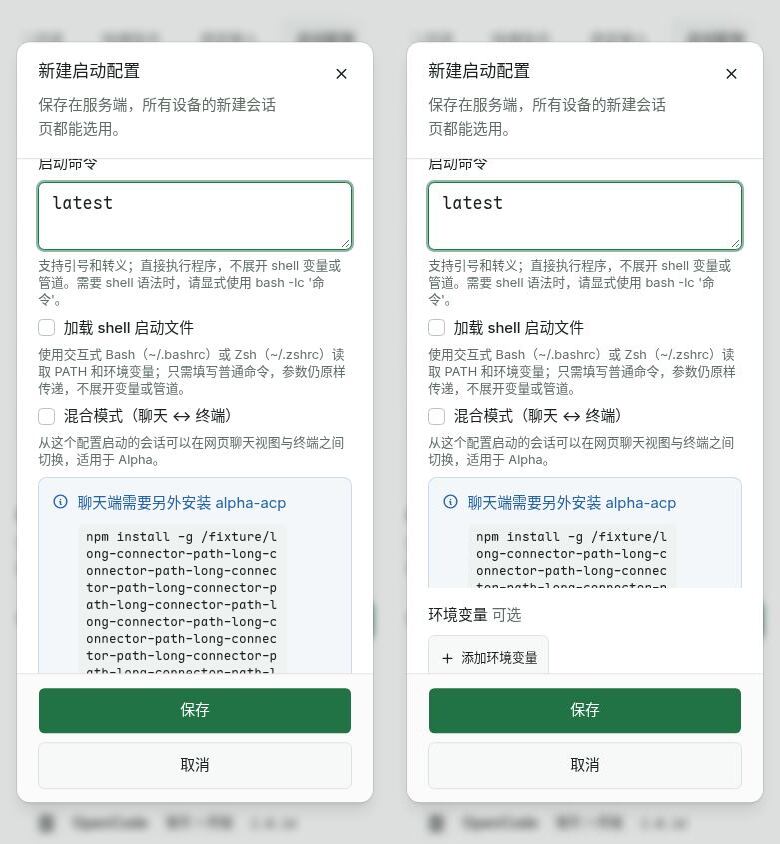 新建启动配置
保存在服务端，所有设备的新建会话
页都能选用。
启动命令
latest
支持引号和转义；直接执行程序，不展开 shell 变量或
管道。需要 shell 语法时，请显式使用 bash -lc '命
令'。
加载 shell 启动文件
使用交互式 Bash（~/.bashrc）或 Zsh（~/.zshrc）读
取 PATH 和环境变量；只需填写普通命令，参数仍原样
传递，不展开变量或管道。
混合模式（聊天 ↔ 终端）
从这个配置启动的会话可以在网页聊天视图与终端之间
切换，适用于 Alpha。
聊天端需要另外安装 alpha-acp
npm install -g /fixture/l
ong-connector-path-long-c
onnector-path-long-connec
tor-path-long-connector-p
ath-long-connector-path-l
ong-connector-path-long-c
onnector-path-long-connec
tor-path-long-connector-p
ath-long-connector-path-l
保存
取消
新建启动配置
保存在服务端，所有设备的新建会话
页都能选用。
启动命令
latest
支持引号和转义；直接执行程序，不展开 shell 变量或
管道。需要 shell 语法时，请显式使用 bash -lc '命
令'。
加载 shell 启动文件
使用交互式 Bash（~/.bashrc）或 Zsh（~/.zshrc）读
取 PATH 和环境变量；只需填写普通命令，参数仍原样
传递，不展开变量或管道。
混合模式（聊天 ↔ 终端）
从这个配置启动的会话可以在网页聊天视图与终端之间
切换，适用于 Alpha。
聊天端需要另外安装 alpha-acp
npm install -g /fixture/l
ong-connector-path-long-c
onnector-path-long-connec
tor-path-long-connector-p
环境变量 可选
添加环境变量
保存
取消